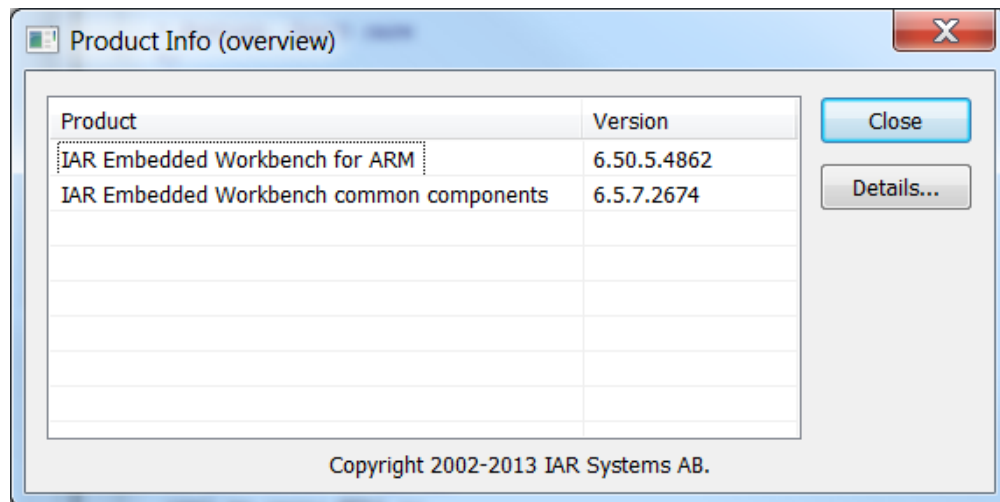 Product Info (overview)
Product Version
IAR Embedded Workbench for ARM 6.50.5.4862
IAR Embedded Workbench common components 6.5.7.2674
Close
Details...
Copyright 2002-2013 IAR Systems AB.